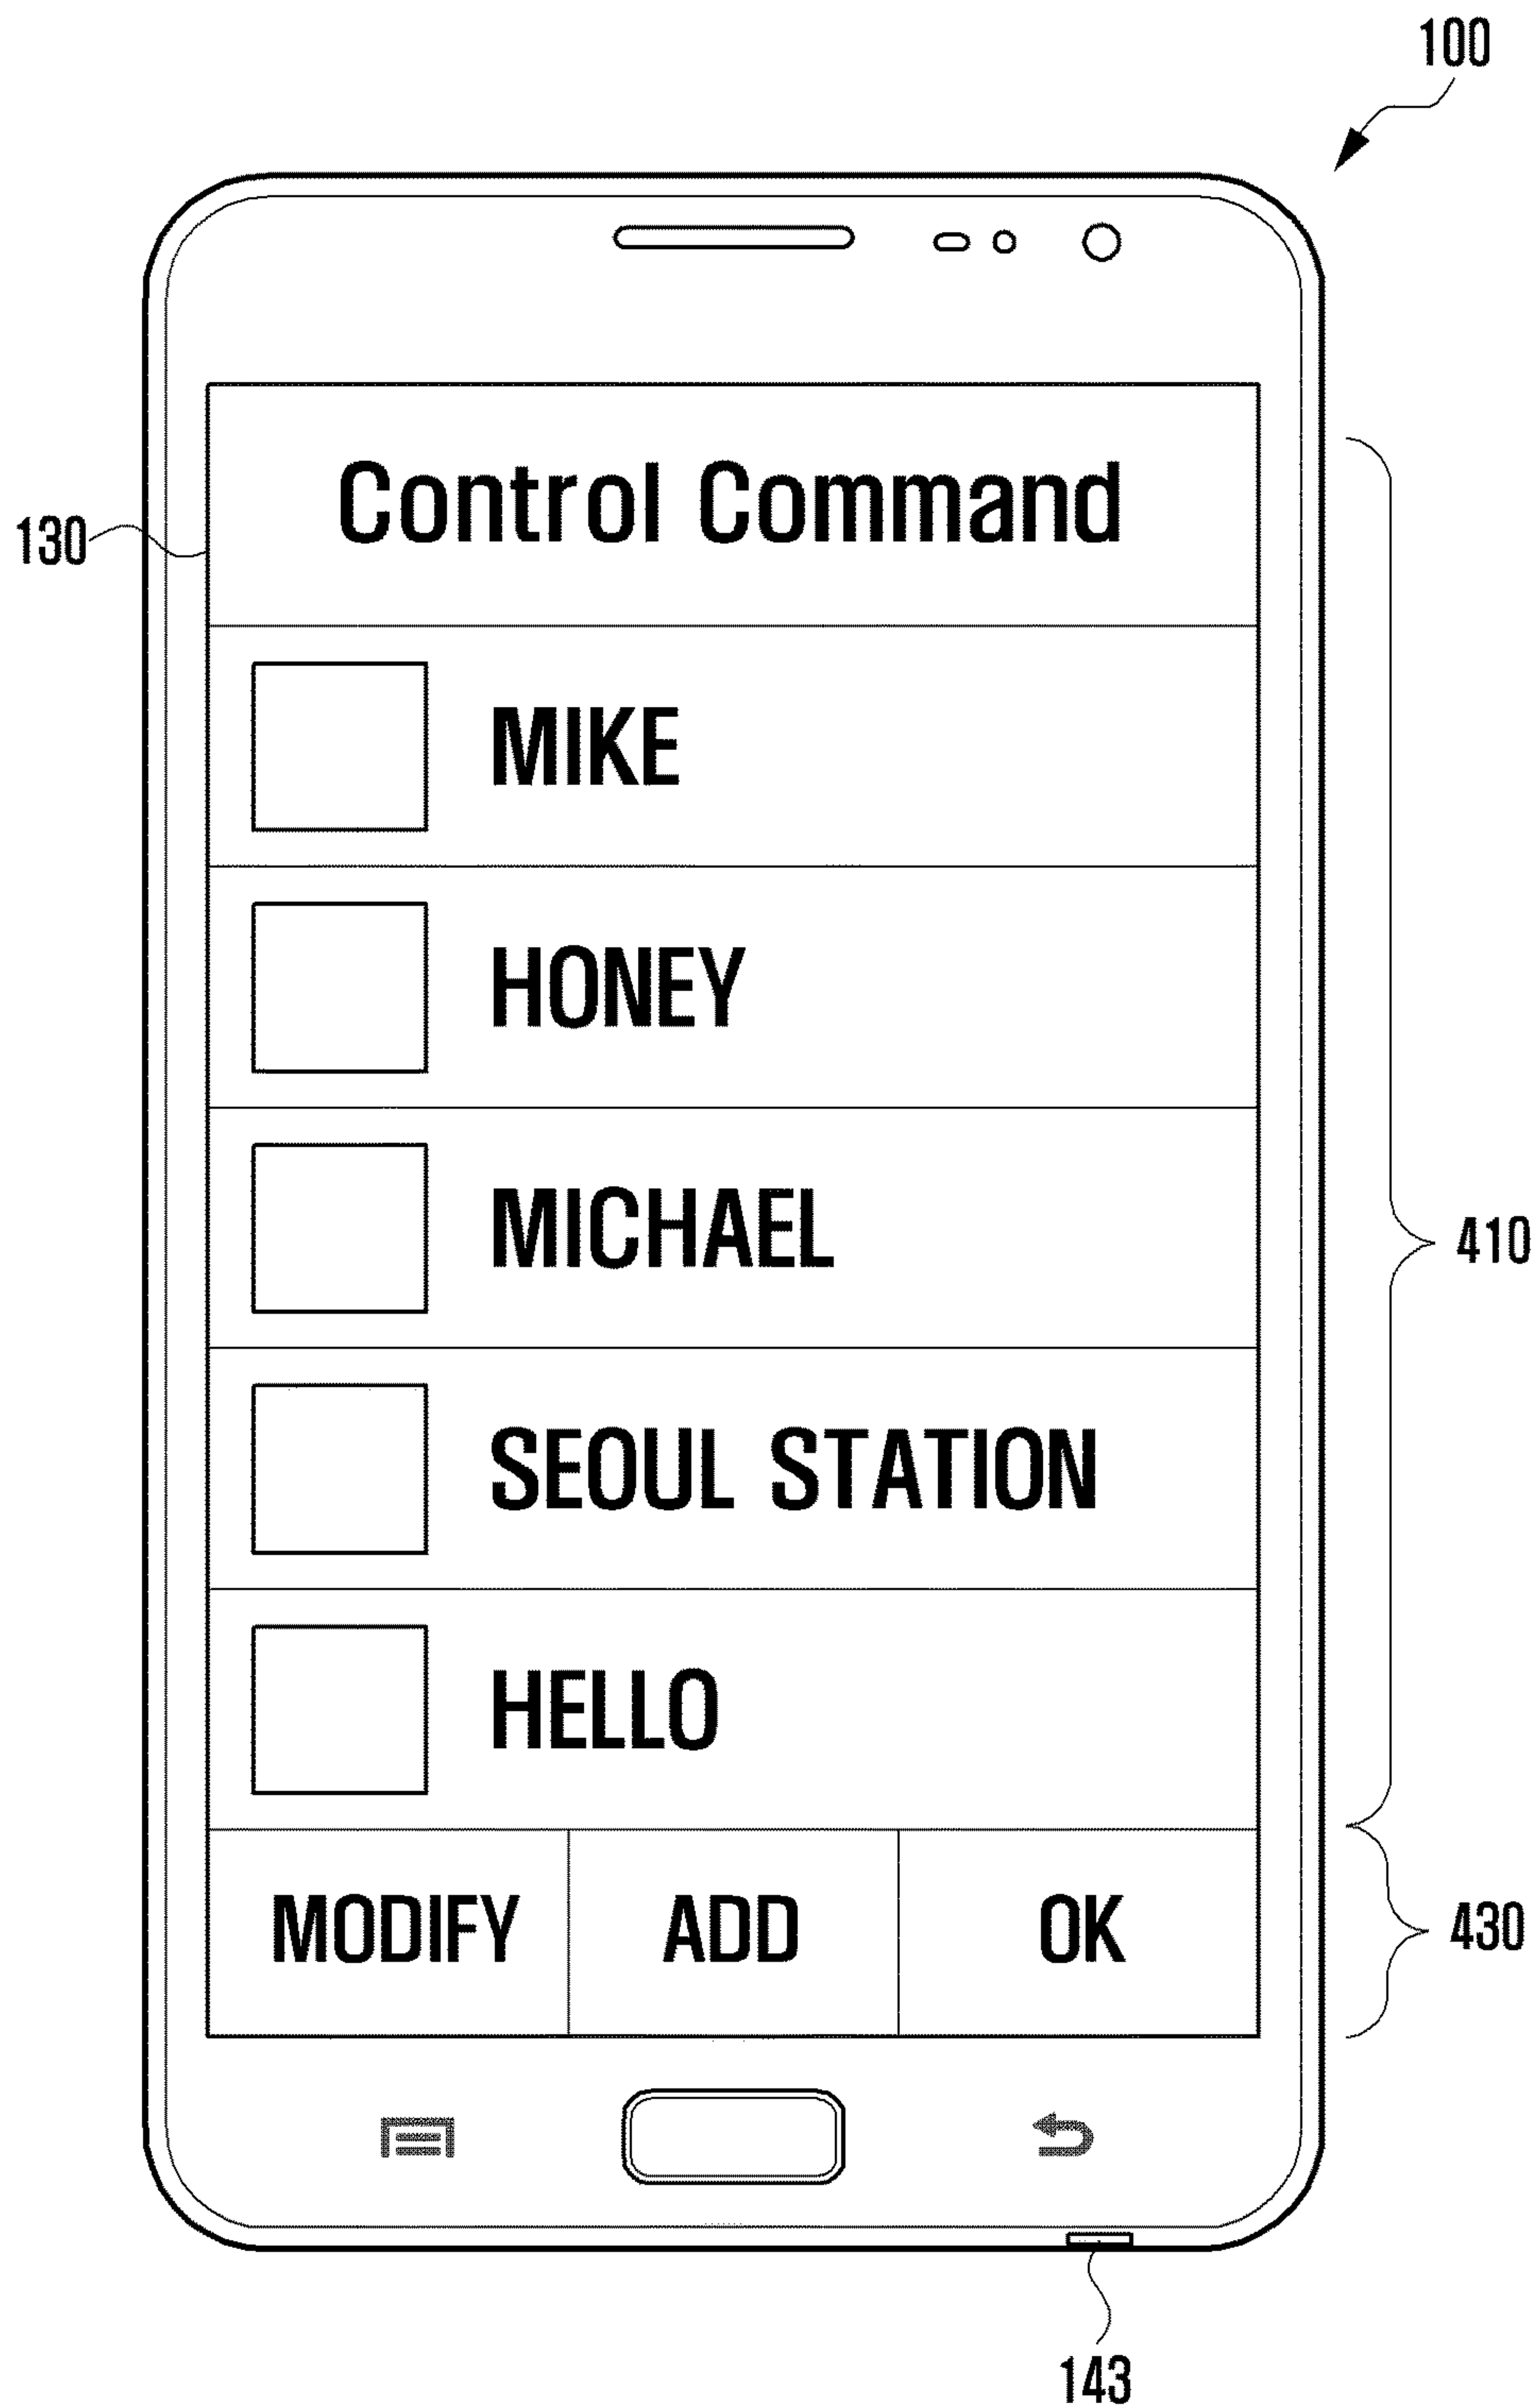 100
Control Command
130
MIKE
HONEY
MICHAEL
410
SEOUL STATION
HELLO
MODIFY ADD OK
430
143